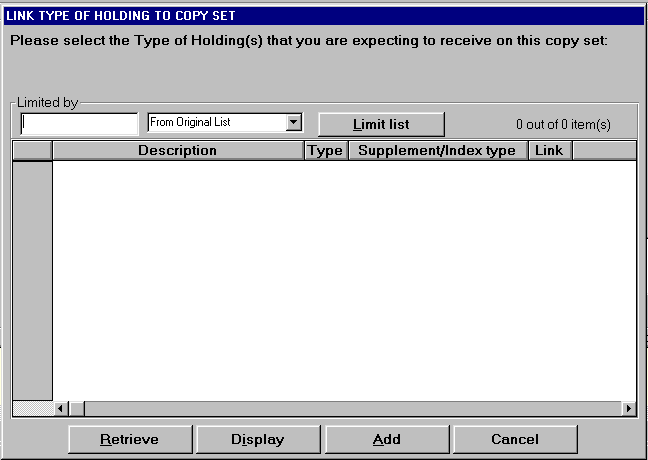 LINK TYPE OF HOLDING TO COPY SET
Please select the Type of Holding(s) that you are expecting to receive on this copy set:
Limited by
From Original List Limit list 0 out of 0 item(s)
Description Type Supplement/Index type Link
Retrieve Display Add Cancel